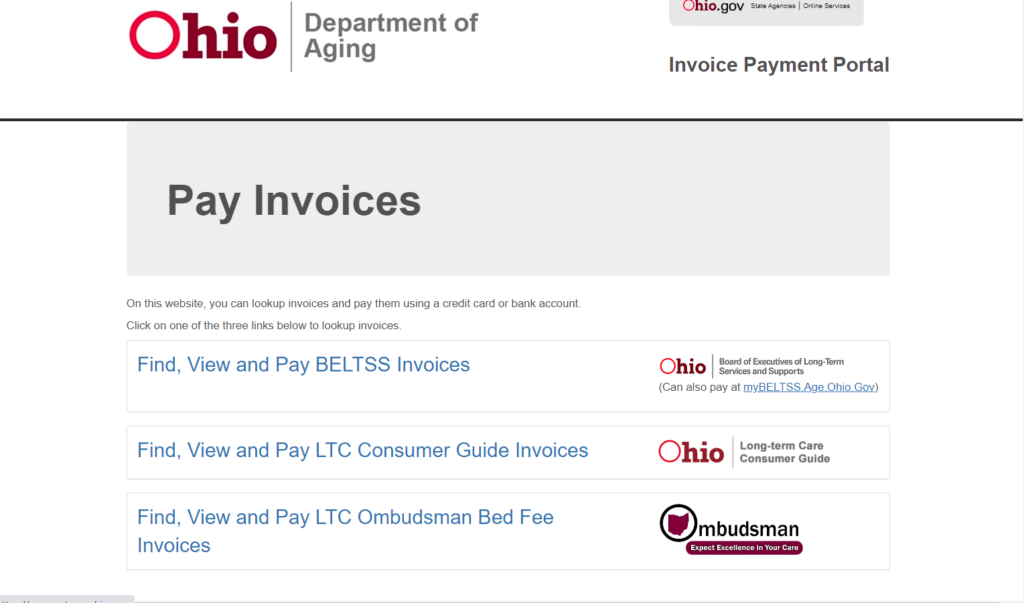 Ohio
Department of
Aging
Ohio.gov State Agencies | Online Services
Invoice Payment Portal
Pay Invoices
On this website, you can lookup invoices and pay them using a credit card or bank account.
Click on one of the three links below to lookup invoices.
Find, View and Pay BELTSS Invoices
Ohio
Board of Executives of Long-Term
Services and Supports
(Can also pay at myBELTSS.Age.Ohio.Gov)
Find, View and Pay LTC Consumer Guide Invoices
Ohio
Long-term Care
Consumer Guide
Find, View and Pay LTC Ombudsman Bed Fee
Invoices
Ombudsman
Expect Excellence in Your Care